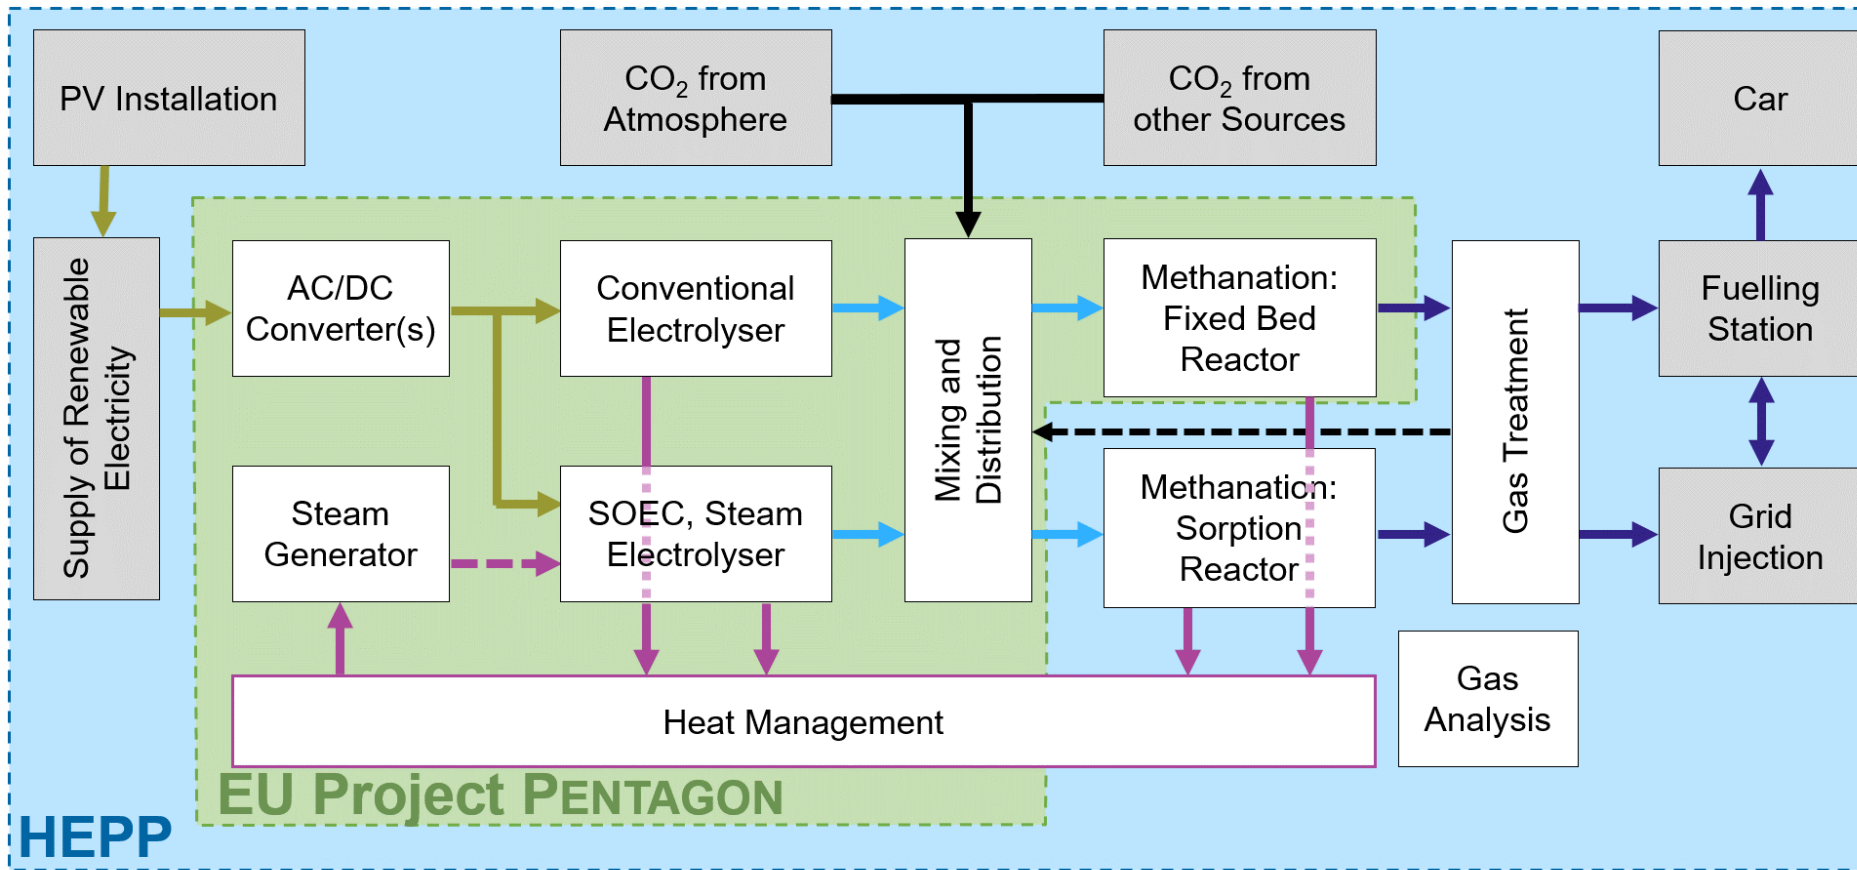 PV Installation
CO₂ from
Atmosphere
CO₂ from
other Sources
Car
Supply of Renewable
Electricity
AC/DC
Converter(s)
Conventional
Electrolyser
Mixing and
Distribution
Methanation:
Fixed Bed
Reactor
Gas Treatment
Fuelling
Station
Steam
Generator
SOEC, Steam
Electrolyser
Methanation:
Sorption
Reactor
Grid
Injection
Heat Management
Gas
Analysis
EU Project PENTAGON
HEPP